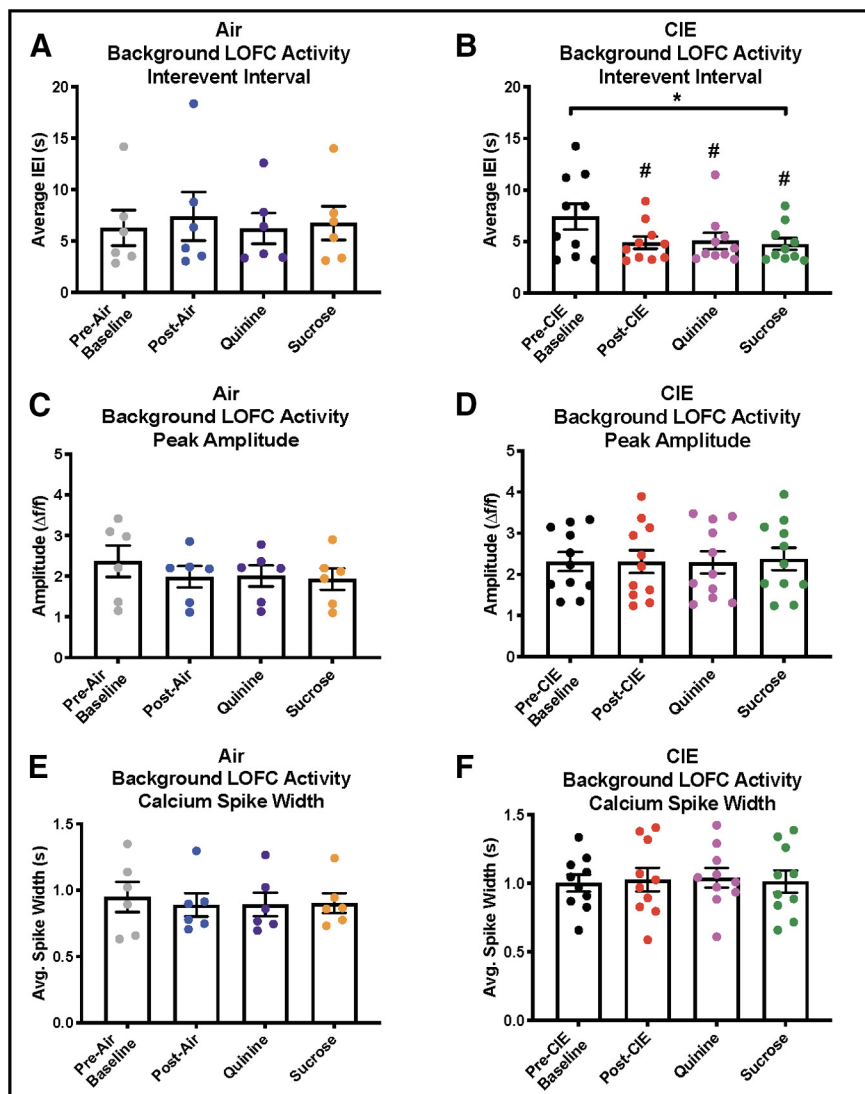 A
Air
Background LOFC Activity
Interevent Interval
Average IEI (s)
20
15
10
5
0
Pre-Air
Baseline
Post-Air
Quinine
Sucrose
B
CIE
Background LOFC Activity
Interevent Interval
*
#
#
#
Average IEI (s)
20
15
10
5
0
Pre-CIE
Baseline
Post-CIE
Quinine
Sucrose
C
Air
Background LOFC Activity
Peak Amplitude
Amplitude (Δf/f)
5
4
3
2
1
0
Pre-Air
Baseline
Post-Air
Quinine
Sucrose
D
CIE
Background LOFC Activity
Peak Amplitude
Amplitude (Δf/f)
5
4
3
2
1
0
Pre-CIE
Baseline
Post-CIE
Quinine
Sucrose
E
Air
Background LOFC Activity
Calcium Spike Width
Avg. Spike Width (s)
1.5
1.0
0.5
0.0
Pre-Air
Baseline
Post-Air
Quinine
Sucrose
F
CIE
Background LOFC Activity
Calcium Spike Width
Avg. Spike Width (s)
1.5
1.0
0.5
0.0
Pre-CIE
Baseline
Post-CIE
Quinine
Sucrose